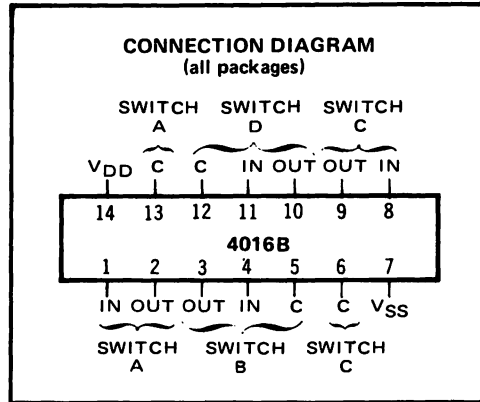 CONNECTION DIAGRAM
(all packages)
SWITCH SWITCH SWITCH
A D C
VDD C C IN OUT OUT IN
14 13 12 11 10 9 8
4016B
1 2 3 4 5 6 7
IN OUT OUT IN C C VSS
SWITCH SWITCH SWITCH
A B C